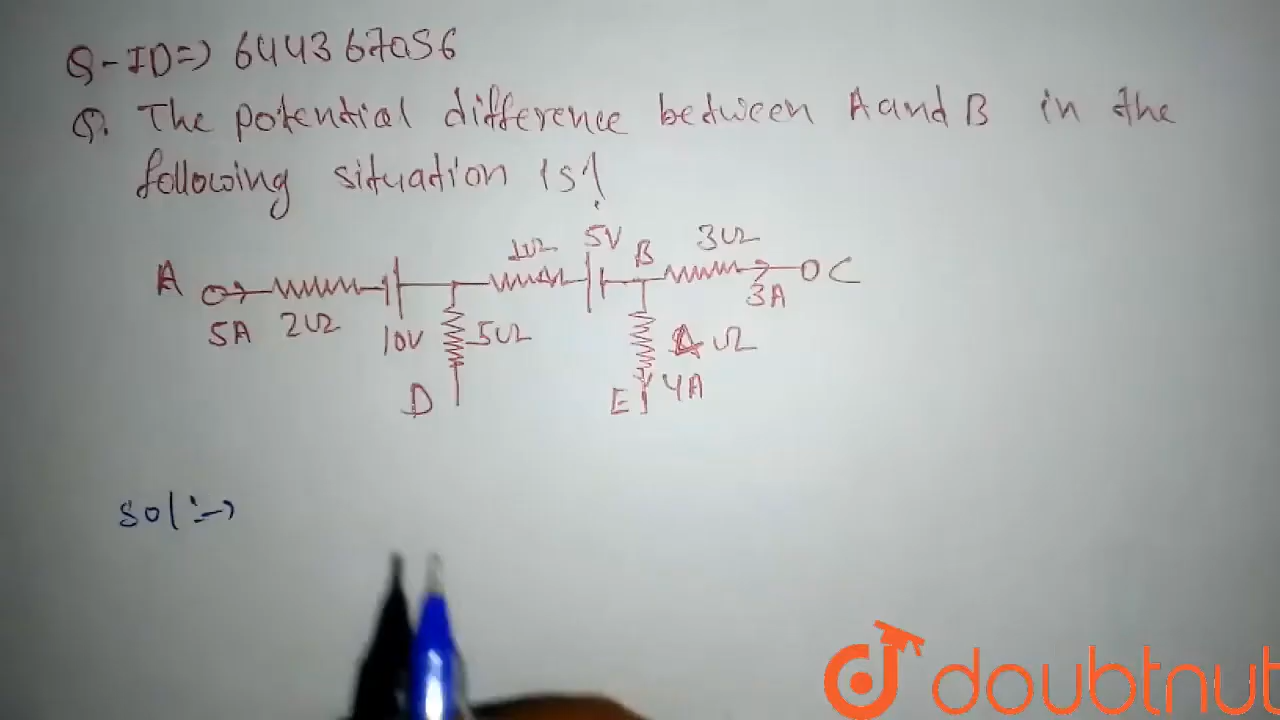 Q-ID=> 644367056
Q. The potential difference between A and B in the
following situation is!
A 5A 2Ω 10V 1Ω 5V B 3Ω 3A C
5Ω D Ω 4A E
Sol:->
doubtnut